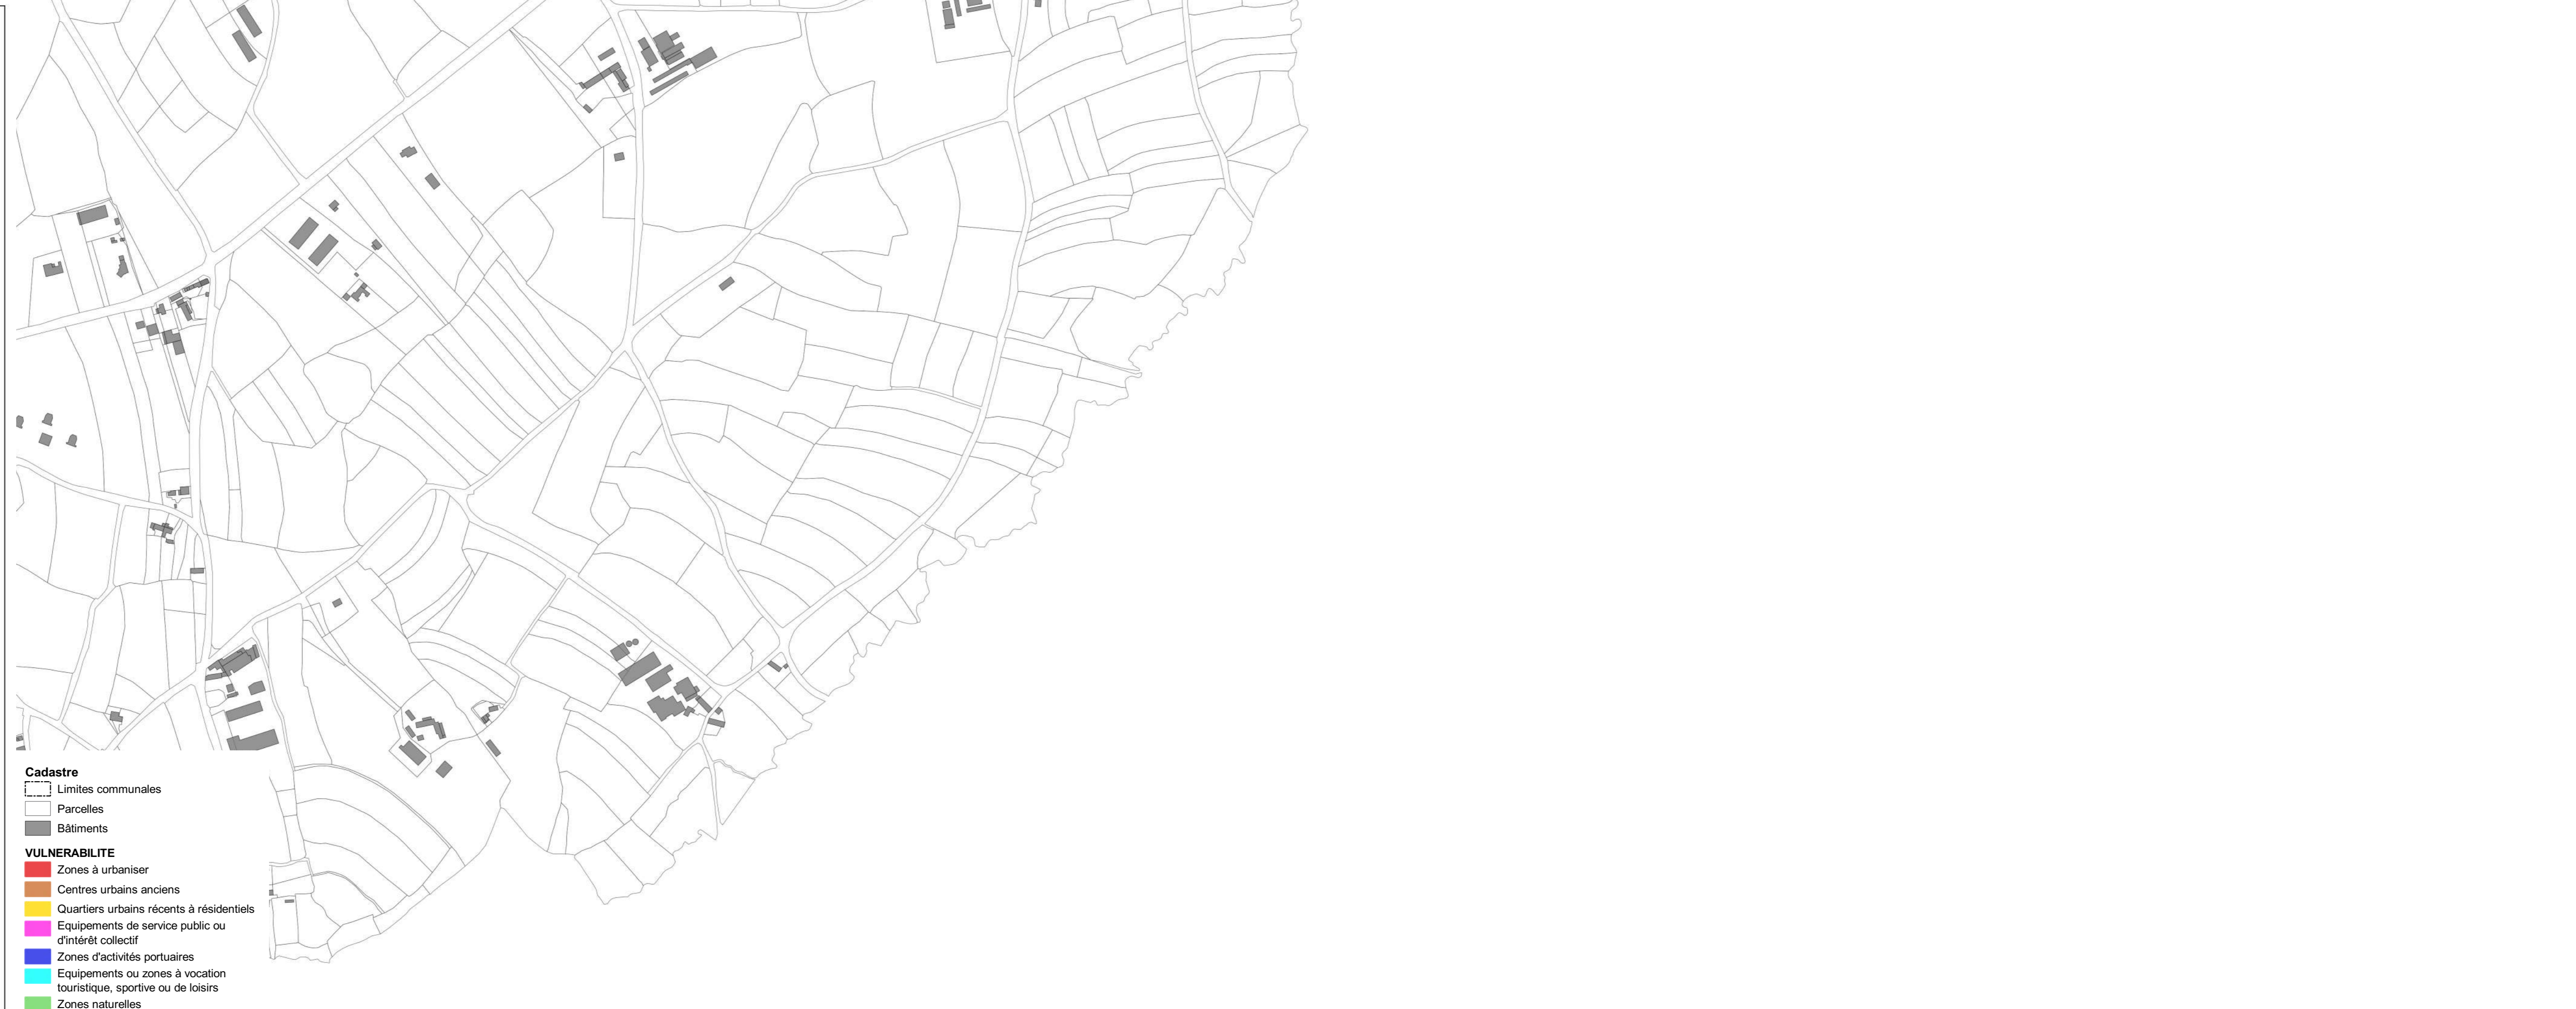 Cadastre
Limites communales
Parcelles
Bâtiments
VULNERABILITE
Zones à urbaniser
Centres urbains anciens
Quartiers urbains récents à résidentiels
Equipements de service public ou
d'intérêt collectif
Zones d'activités portuaires
Equipements ou zones à vocation
touristique, sportive ou de loisirs
Zones naturelles